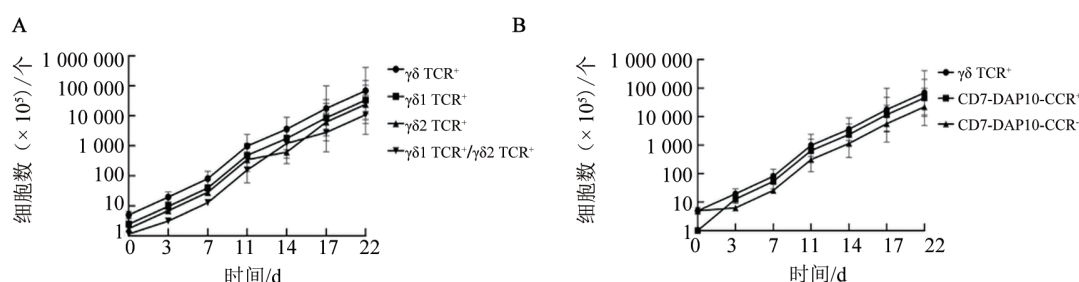 A
细胞数(×10⁵)/个
1 000 000
100 000
10 000
1 000
100
10
1
0 3 7 11 14 17 22
时间/d
γδ TCR⁺
γδ1 TCR⁺
γδ2 TCR⁺
γδ1 TCR⁺/γδ2 TCR⁺
B
细胞数(×10⁵)/个
1 000 000
100 000
10 000
1 000
100
10
1
0 3 7 11 14 17 22
时间/d
γδ TCR⁺
CD7-DAP10-CCR⁺
CD7-DAP10-CCR⁻